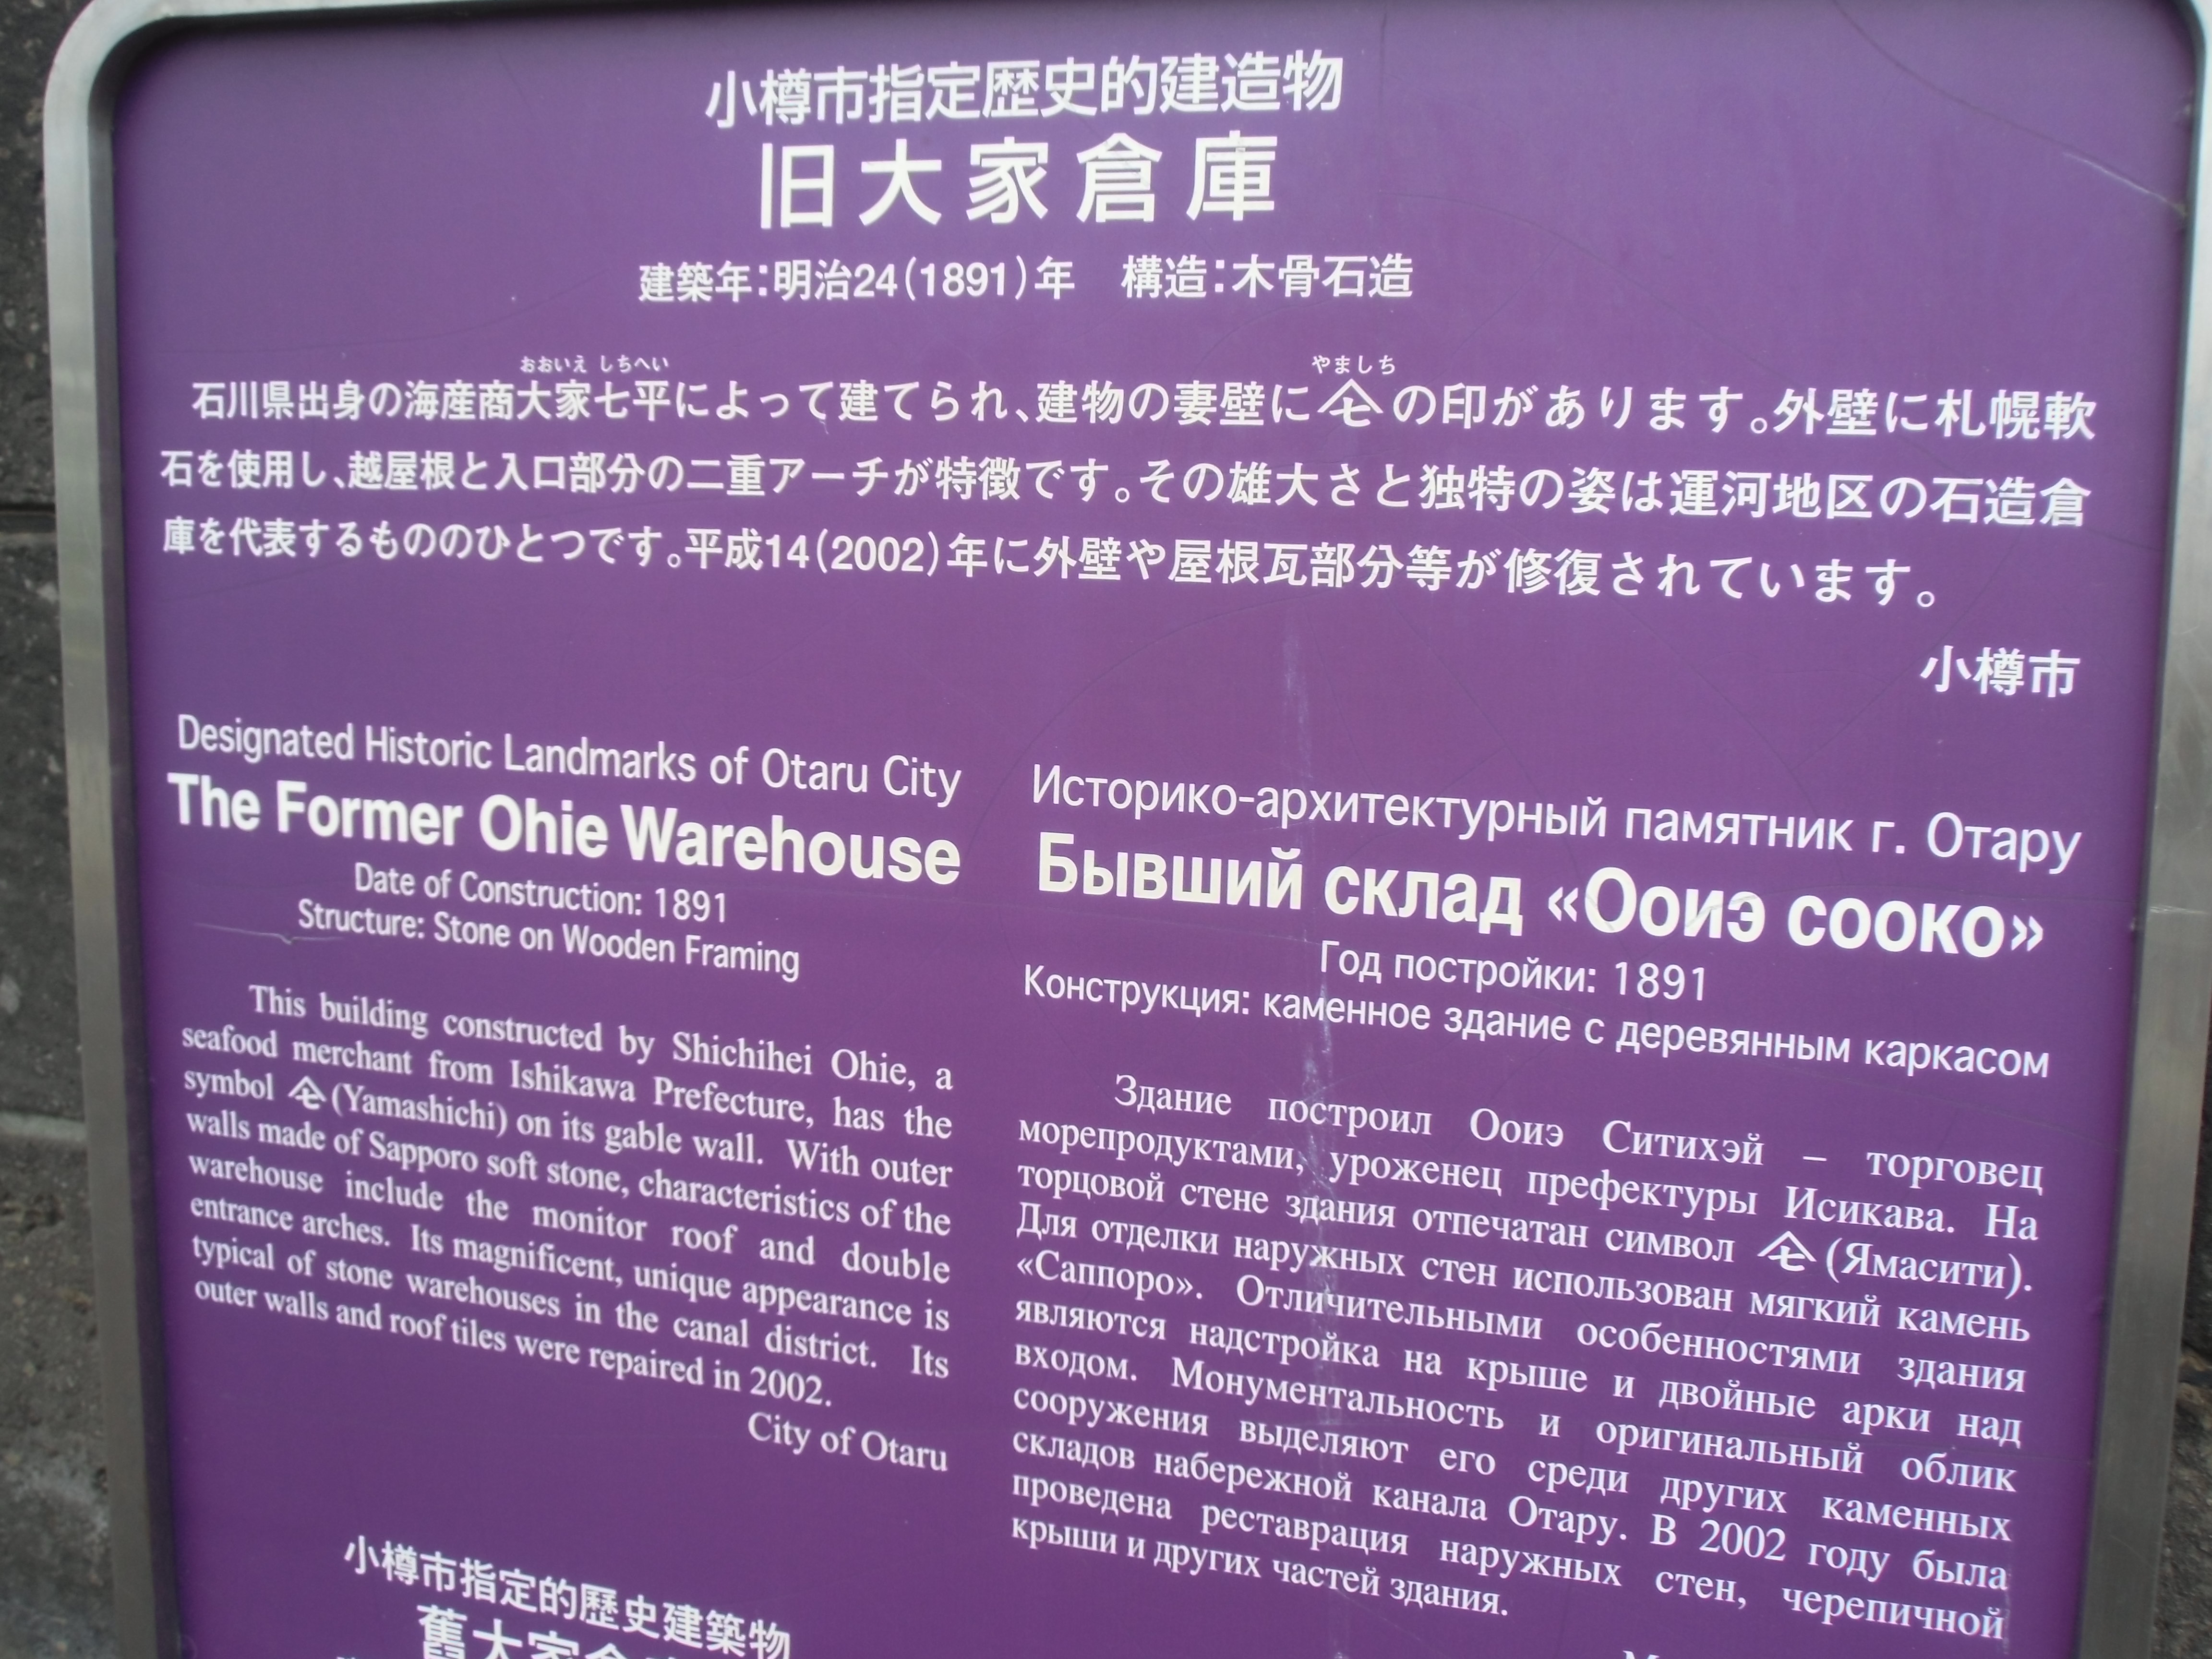 小樽市指定歴史的建造物
旧大家倉庫
建築年：明治24（1891）年　構造：木骨石造
おおいえ しちへい
やましち
石川県出身の海産商大家七平によって建てられ、建物の妻壁に𠆢七の印があります。外壁に札幌軟
石を使用し、越屋根と入口部分の二重アーチが特徴です。その雄大さと独特の姿は運河地区の石造倉
庫を代表するもののひとつです。平成14（2002）年に外壁や屋根瓦部分等が修復されています。
小樽市
Designated Historic Landmarks of Otaru City
The Former Ohie Warehouse
Date of Construction: 1891
Structure: Stone on Wooden Framing
This building constructed by Shichihei Ohie, a
seafood merchant from Ishikawa Prefecture, has the
symbol 𠆢七 (Yamashichi) on its gable wall. With outer
walls made of Sapporo soft stone, characteristics of the
warehouse include the monitor roof and double
entrance arches. Its magnificent, unique appearance is
typical of stone warehouses in the canal district. Its
outer walls and roof tiles were repaired in 2002.
City of Otaru
Историко-архитектурный памятник г. Отару
Бывший склад «Ооиэ сооко»
Год постройки: 1891
Конструкция: каменное здание с деревянным каркасом
Здание построил Ооиэ Ситихэй – торговец
морепродуктами, уроженец префектуры Исикава. На
торцовой стене здания отпечатан символ 𠆢七 (Ямасити).
Для отделки наружных стен использован мягкий камень
«Саппоро». Отличительными особенностями здания
являются надстройка на крыше и двойные арки над
входом. Монументальность и оригинальный облик
сооружения выделяют его среди других каменных
складов набережной канала Отару. В 2002 году была
проведена реставрация наружных стен, черепичной
крыши и других частей здания.
小樽市指定的歷史建築物
舊大家倉